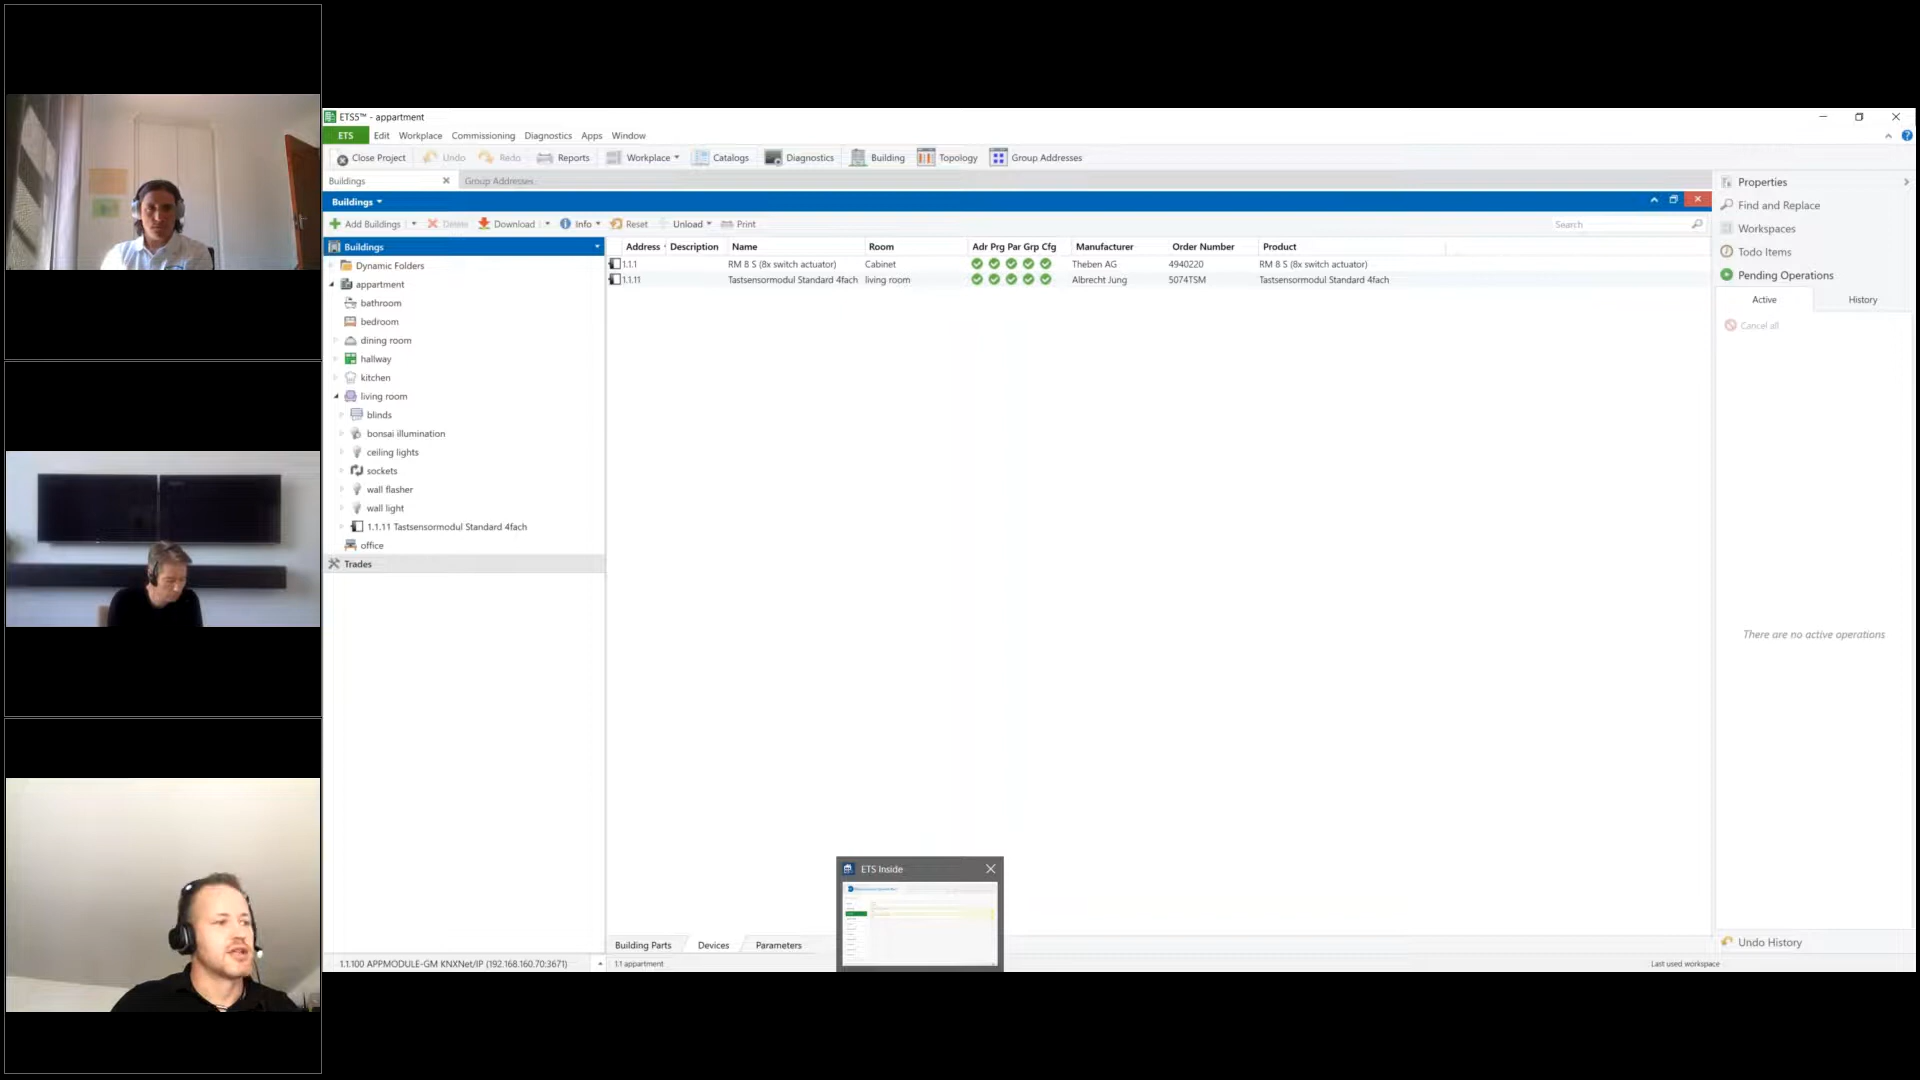 ETS5™ - appartment
ETS Edit Workplace Commissioning Diagnostics Apps Window
Close Project Undo Redo Reports Workplace Catalogs Diagnostics Building Topology Group Addresses
Buildings Group Addresses
Buildings
Add Buildings Delete Download Info Reset Unload Print Search
Buildings
Dynamic Folders
appartment
bathroom
bedroom
dining room
hallway
kitchen
living room
blinds
bonsai illumination
ceiling lights
sockets
wall flasher
wall light
1.1.11 Tastsensormodul Standard 4fach
office
Trades
Address Description Name Room Adr Prg Par Grp Cfg Manufacturer Order Number Product
1.1.1 RM 8 S (8x switch actuator) Cabinet Theben AG 4940220 RM 8 S (8x switch actuator)
1.1.11 Tastsensormodul Standard 4fach living room Albrecht Jung 5074TSM Tastsensormodul Standard 4fach
Properties
Find and Replace
Workspaces
Todo Items
Pending Operations
Active History
Cancel all
There are no active operations
Undo History
ETS Inside
Building Parts Devices Parameters
1.1.100 APPMODULE-GM KNXNet/IP (192.168.160.70:3671) 1.1 appartment Last used workspace